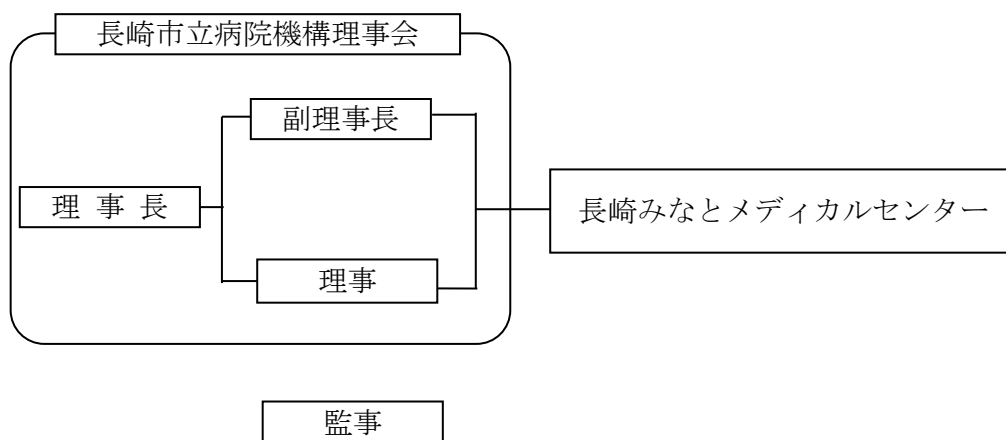 長崎市立病院機構理事会
副理事長
理 事 長
長崎みなとメディカルセンター
理事
監事